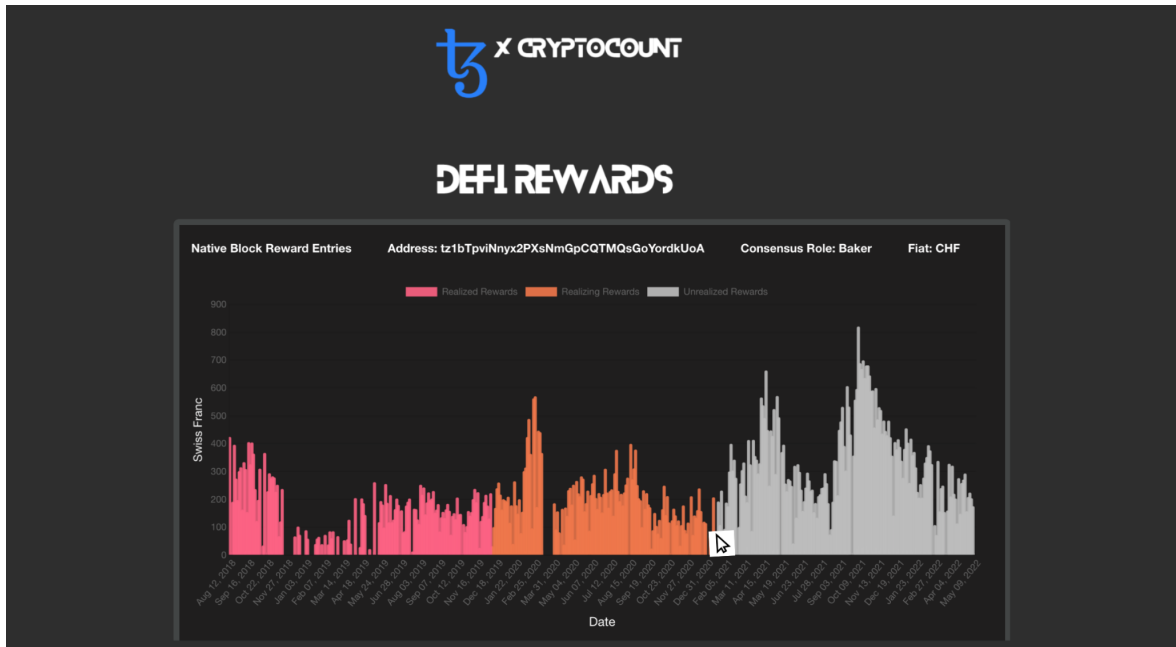 X CRYPTOCOUNT
DEFI REWARDS
Native Block Reward Entries Address: tz1bTpviNnyx2PXsNmGpCQTMQsGoYordkUoA Consensus Role: Baker Fiat: CHF
Realized Rewards Realizing Rewards Unrealized Rewards
900
800
700
600
500
400
300
200
100
0
Swiss Franc
Aug 12, 2018
Sep 16, 2018
Oct 20, 2018
Nov 27, 2018
Jan 03, 2019
Feb 07, 2019
Mar 14, 2019
Apr 18, 2019
May 24, 2019
Jun 28, 2019
Aug 03, 2019
Sep 07, 2019
Oct 12, 2019
Nov 16, 2019
Dec 18, 2019
Jan 22, 2020
Feb 25, 2020
Mar 31, 2020
May 04, 2020
Jun 07, 2020
Jul 12, 2020
Aug 15, 2020
Sep 19, 2020
Oct 23, 2020
Nov 27, 2020
Dec 31, 2020
Feb 05, 2021
Mar 11, 2021
Apr 15, 2021
May 19, 2021
Jun 23, 2021
Jul 28, 2021
Sep 03, 2021
Oct 09, 2021
Nov 13, 2021
Dec 19, 2021
Jan 23, 2022
Feb 27, 2022
Apr 04, 2022
May 09, 2022
Date